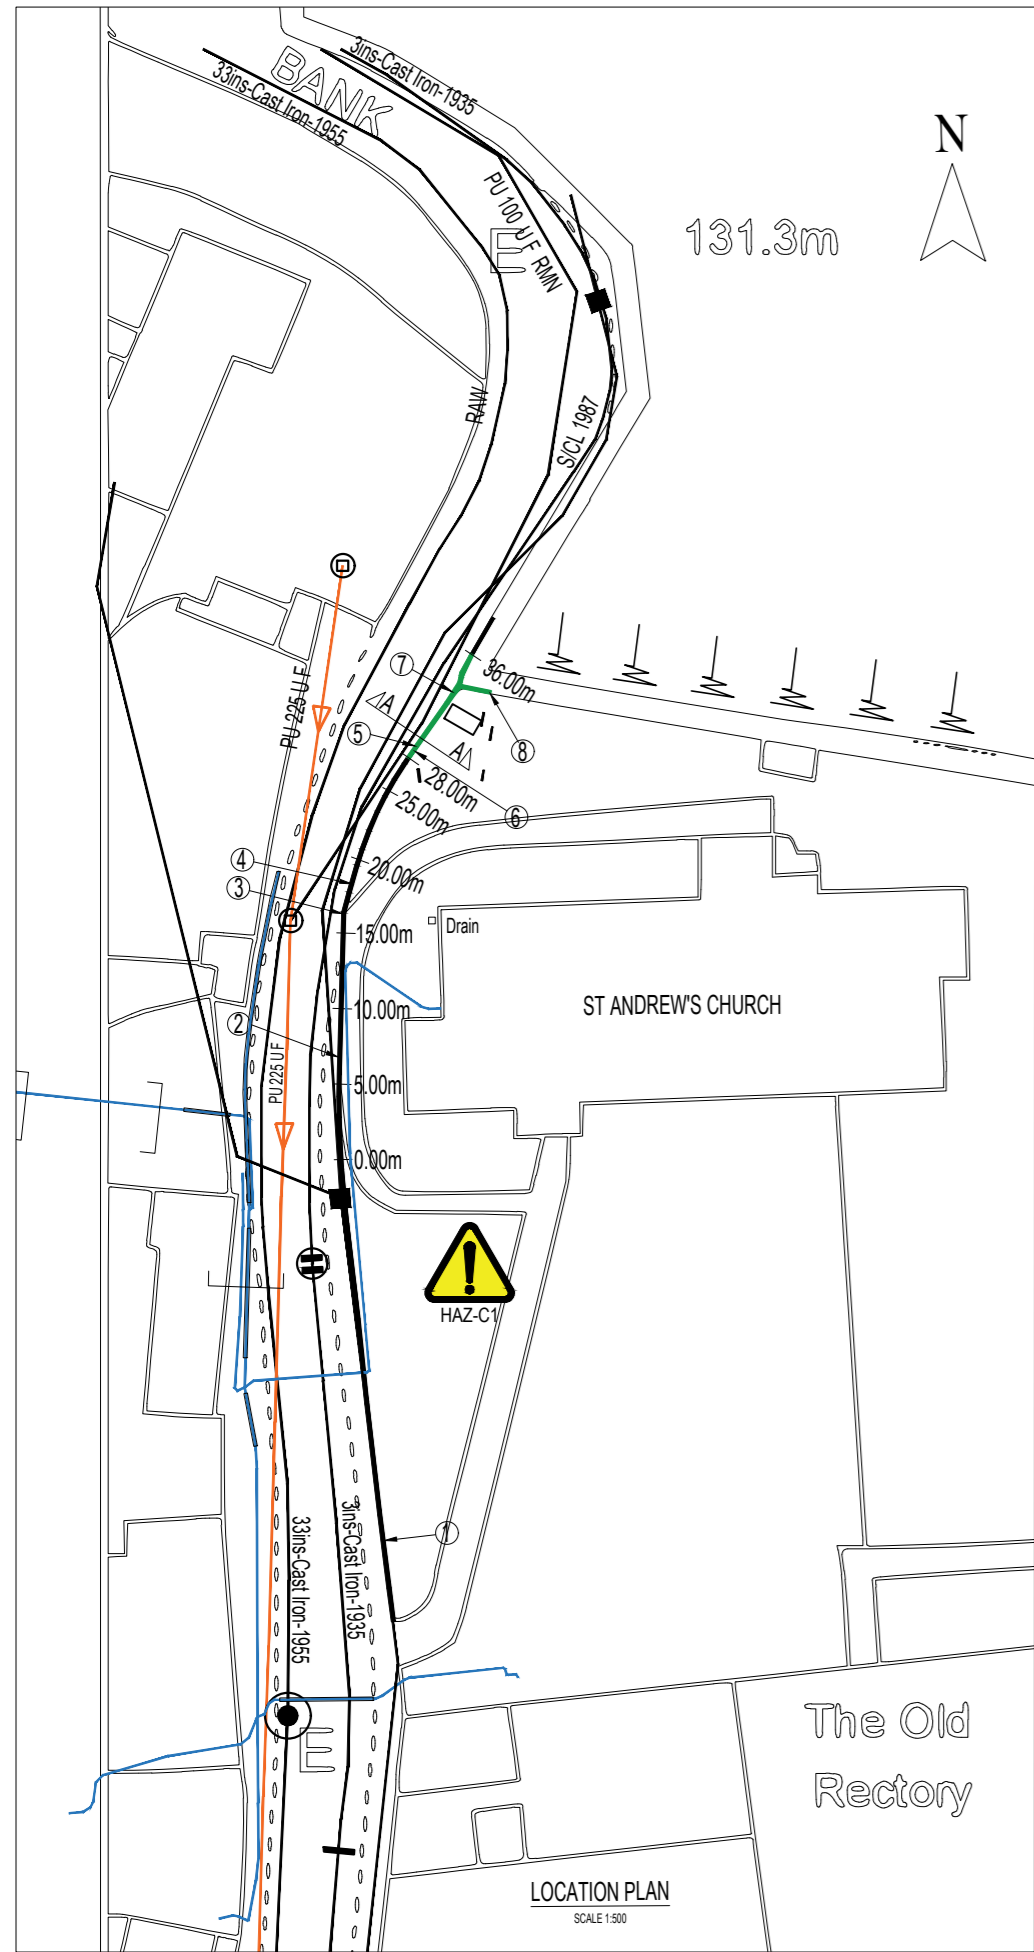 3ins-Cast Iron-1935
BANK
33ins-Cast Iron-1955
N
PU 100 U F RMN
E
131.3m
RAW
S/CL 1987
PU 225 U F
7
36.00m
A
5
8
A
28.00m
25.00m
6
4
20.00m
3
Drain
15.00m
ST ANDREW'S CHURCH
10.00m
2
PU 225 U F
5.00m
0.00m
H
HAZ-C1
33ins-Cast Iron-1955
3ins-Cast Iron-1935
1
E
The Old
Rectory
LOCATION PLAN
SCALE 1:500